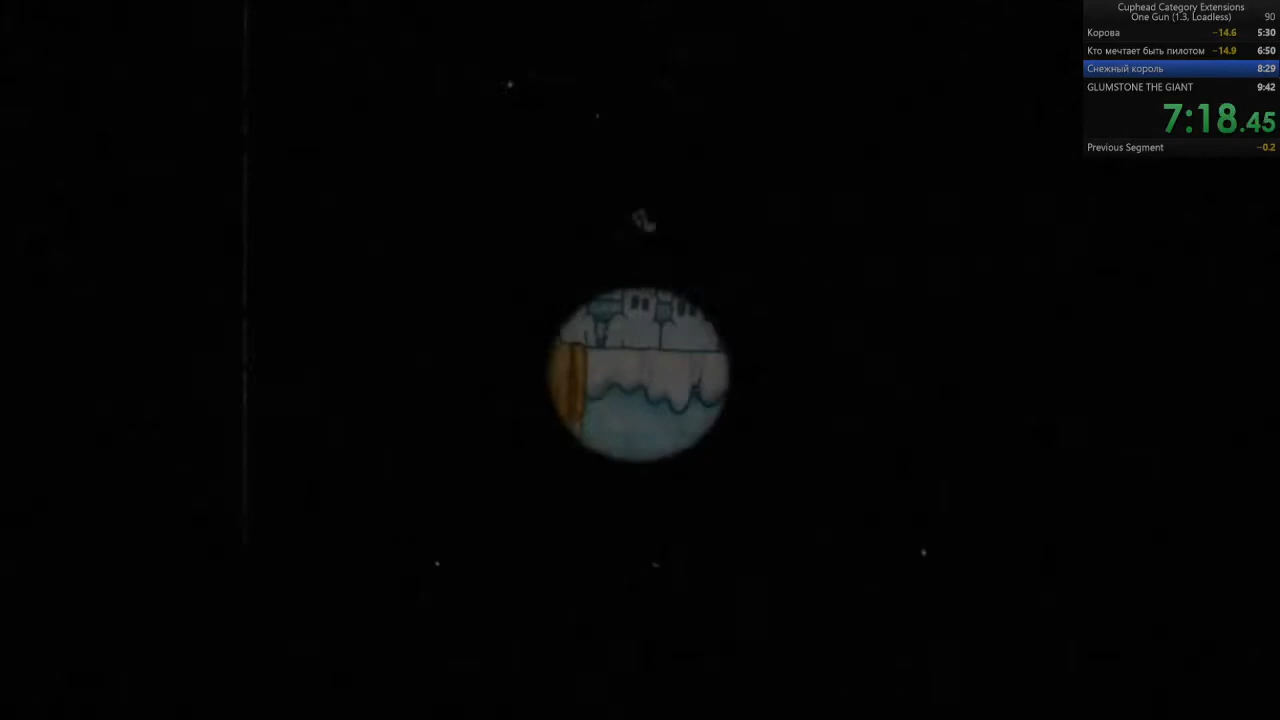 Cuphead Category Extensions
One Gun (1.3, Loadless) 90
Корова −14.6 5:30
Кто мечтает быть пилотом −14.9 6:50
Снежный король 8:29
GLUMSTONE THE GIANT 9:42
7:18.45
Previous Segment −0.2